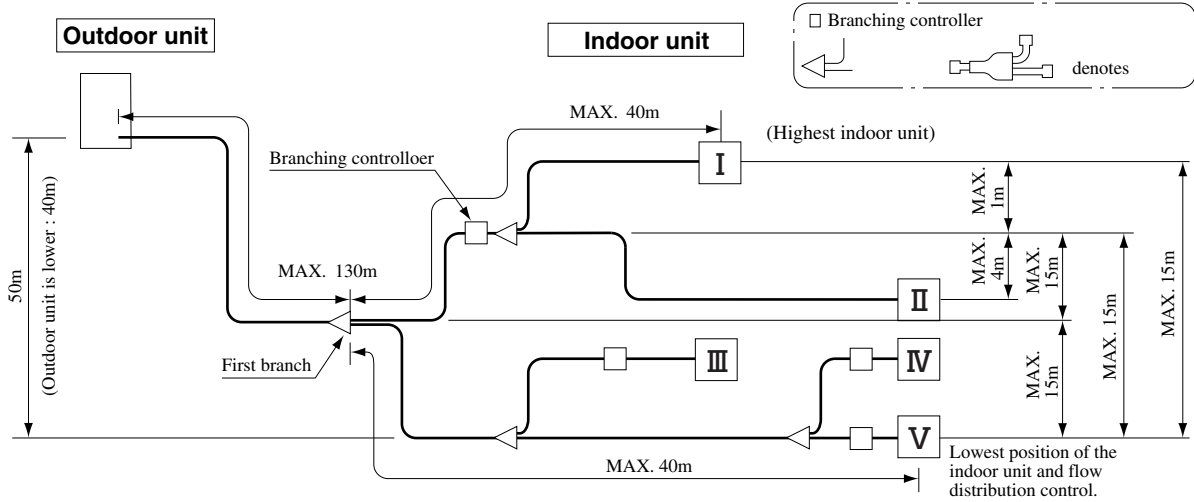 Outdoor unit
Indoor unit
Branching controller
denotes
MAX. 40m
(Highest indoor unit)
Branching controlloer
I
MAX.
1m
MAX. 130m
MAX.
4m
MAX.
15m
MAX. 15m
MAX. 15m
50m
(Outdoor unit is lower : 40m)
II
First branch
III
IV
MAX.
15m
V
MAX. 40m
Lowest position of the
indoor unit and flow
distribution control.